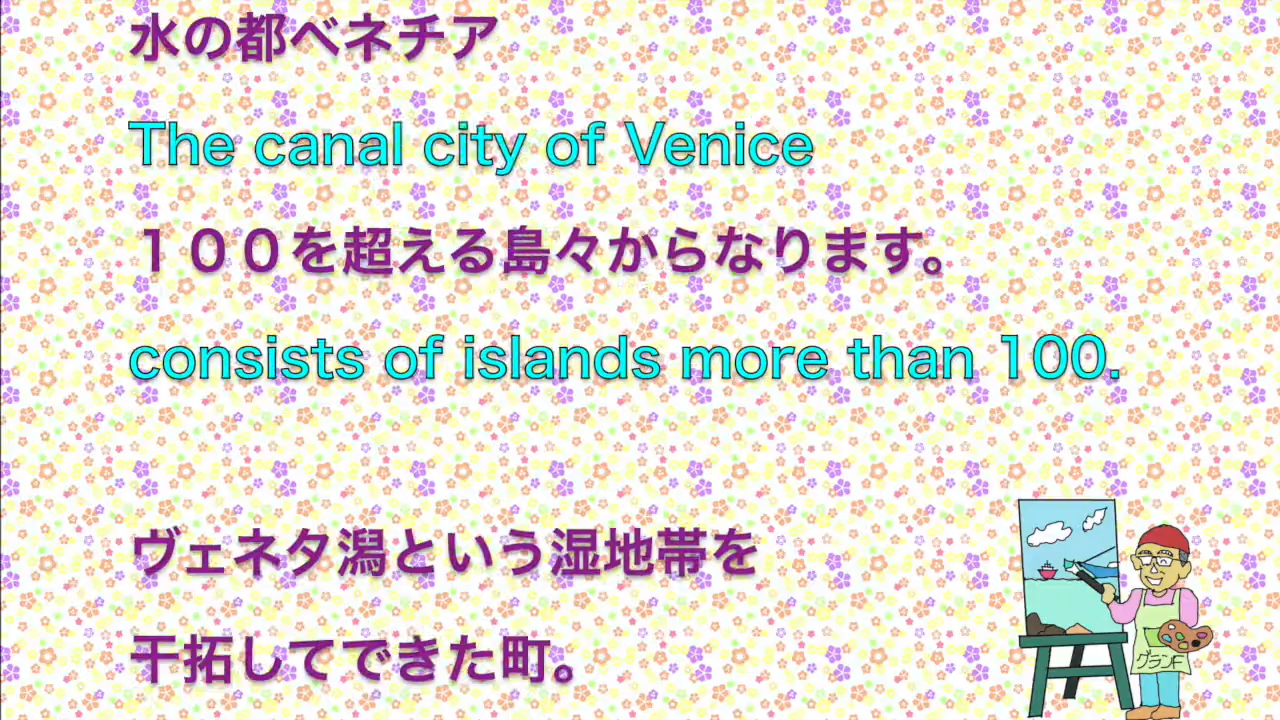 水の都ベネチア
The canal city of Venice
１００を超える島々からなります。
consists of islands more than 100.
ヴェネタ潟という湿地帯を
干拓してできた町。
グランF